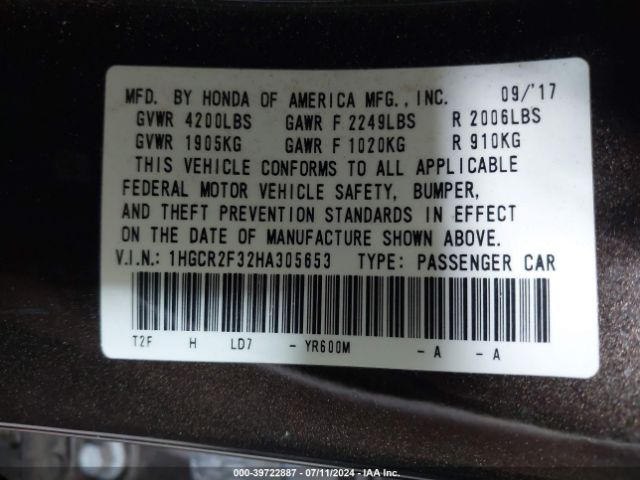 MFD. BY HONDA OF AMERICA MFG., INC. 09/'17
GVWR 4200LBS GAWR F 2249LBS R 2006LBS
GVWR 1905KG GAWR F 1020KG R 910KG
THIS VEHICLE CONFORMS TO ALL APPLICABLE
FEDERAL MOTOR VEHICLE SAFETY, BUMPER,
AND THEFT PREVENTION STANDARDS IN EFFECT
ON THE DATE OF MANUFACTURE SHOWN ABOVE.
V.I.N.: 1HGCR2F32HA305653 TYPE: PASSENGER CAR
T2F H LD7 - YR600M - A - A
000-39722887 - 07/11/2024 - IAA Inc.